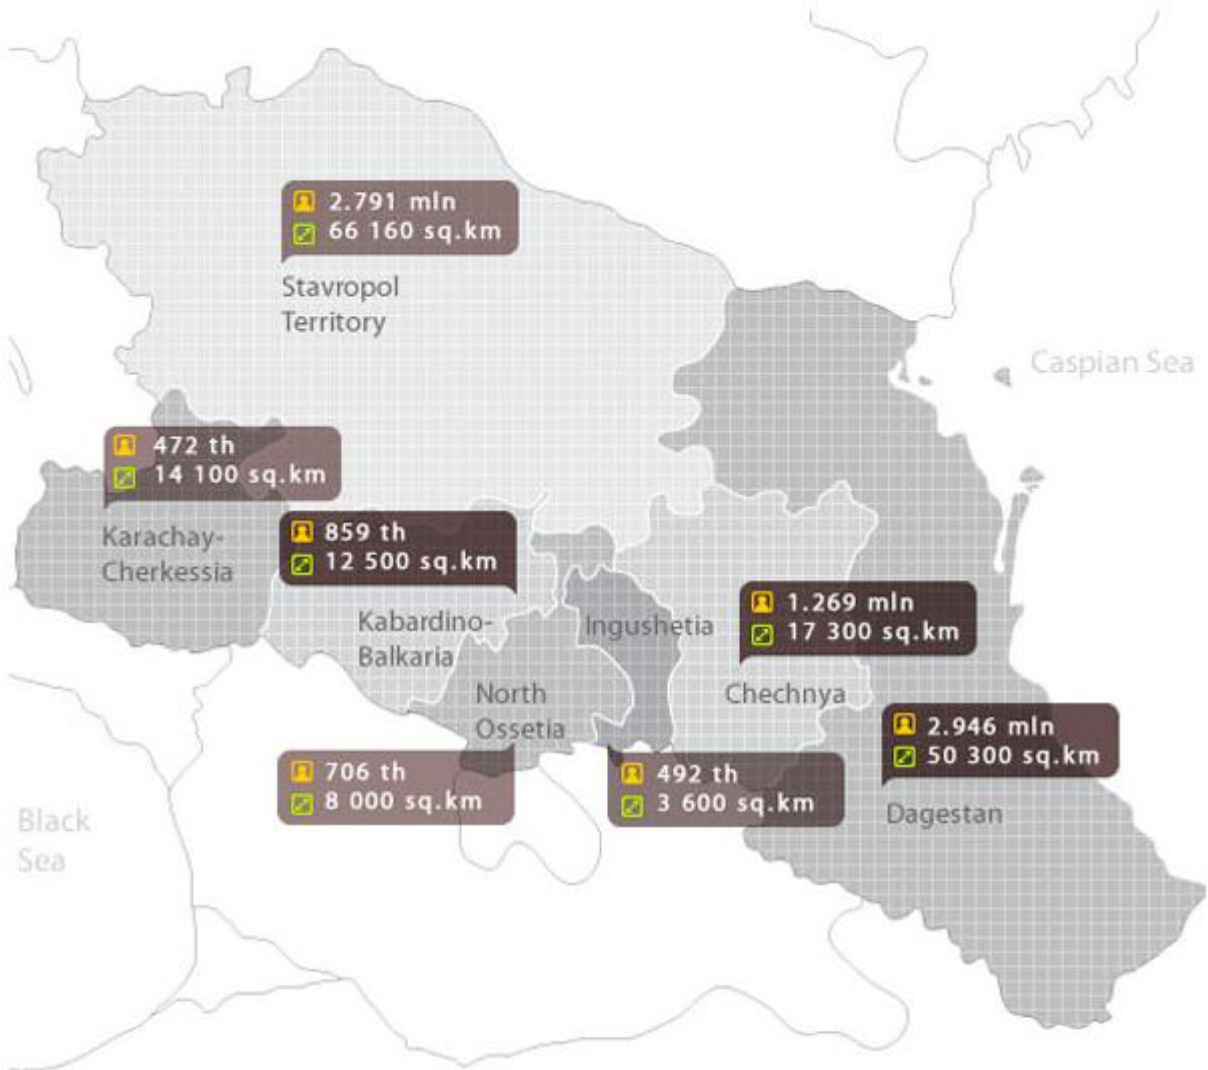 2.791 mln
66 160 sq.km
Stavropol
Territory
Caspian Sea
472 th
14 100 sq.km
Karachay-
Cherkessia
859 th
12 500 sq.km
Kabardino-
Balkaria
Ingushetia
1.269 mln
17 300 sq.km
Chechnya
North
Ossetia
706 th
8 000 sq.km
492 th
3 600 sq.km
2.946 mln
50 300 sq.km
Dagestan
Black
Sea